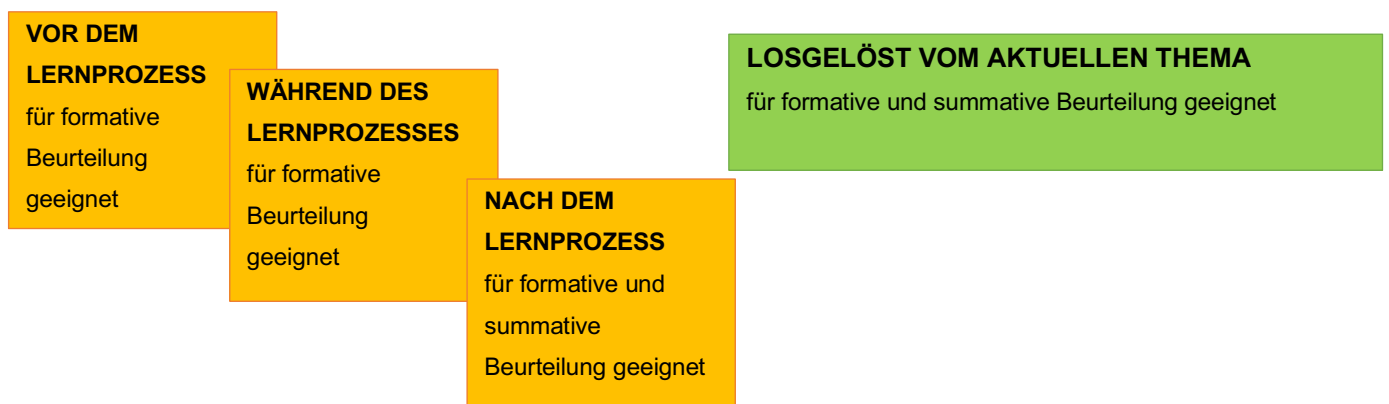 VOR DEM
LERNPROZESS
für formative
Beurteilung
geeignet
WÄHREND DES
LERNPROZESSES
für formative
Beurteilung
geeignet
NACH DEM
LERNPROZESS
für formative und
summative
Beurteilung geeignet
LOSGELÖST VOM AKTUELLEN THEMA
für formative und summative Beurteilung geeignet